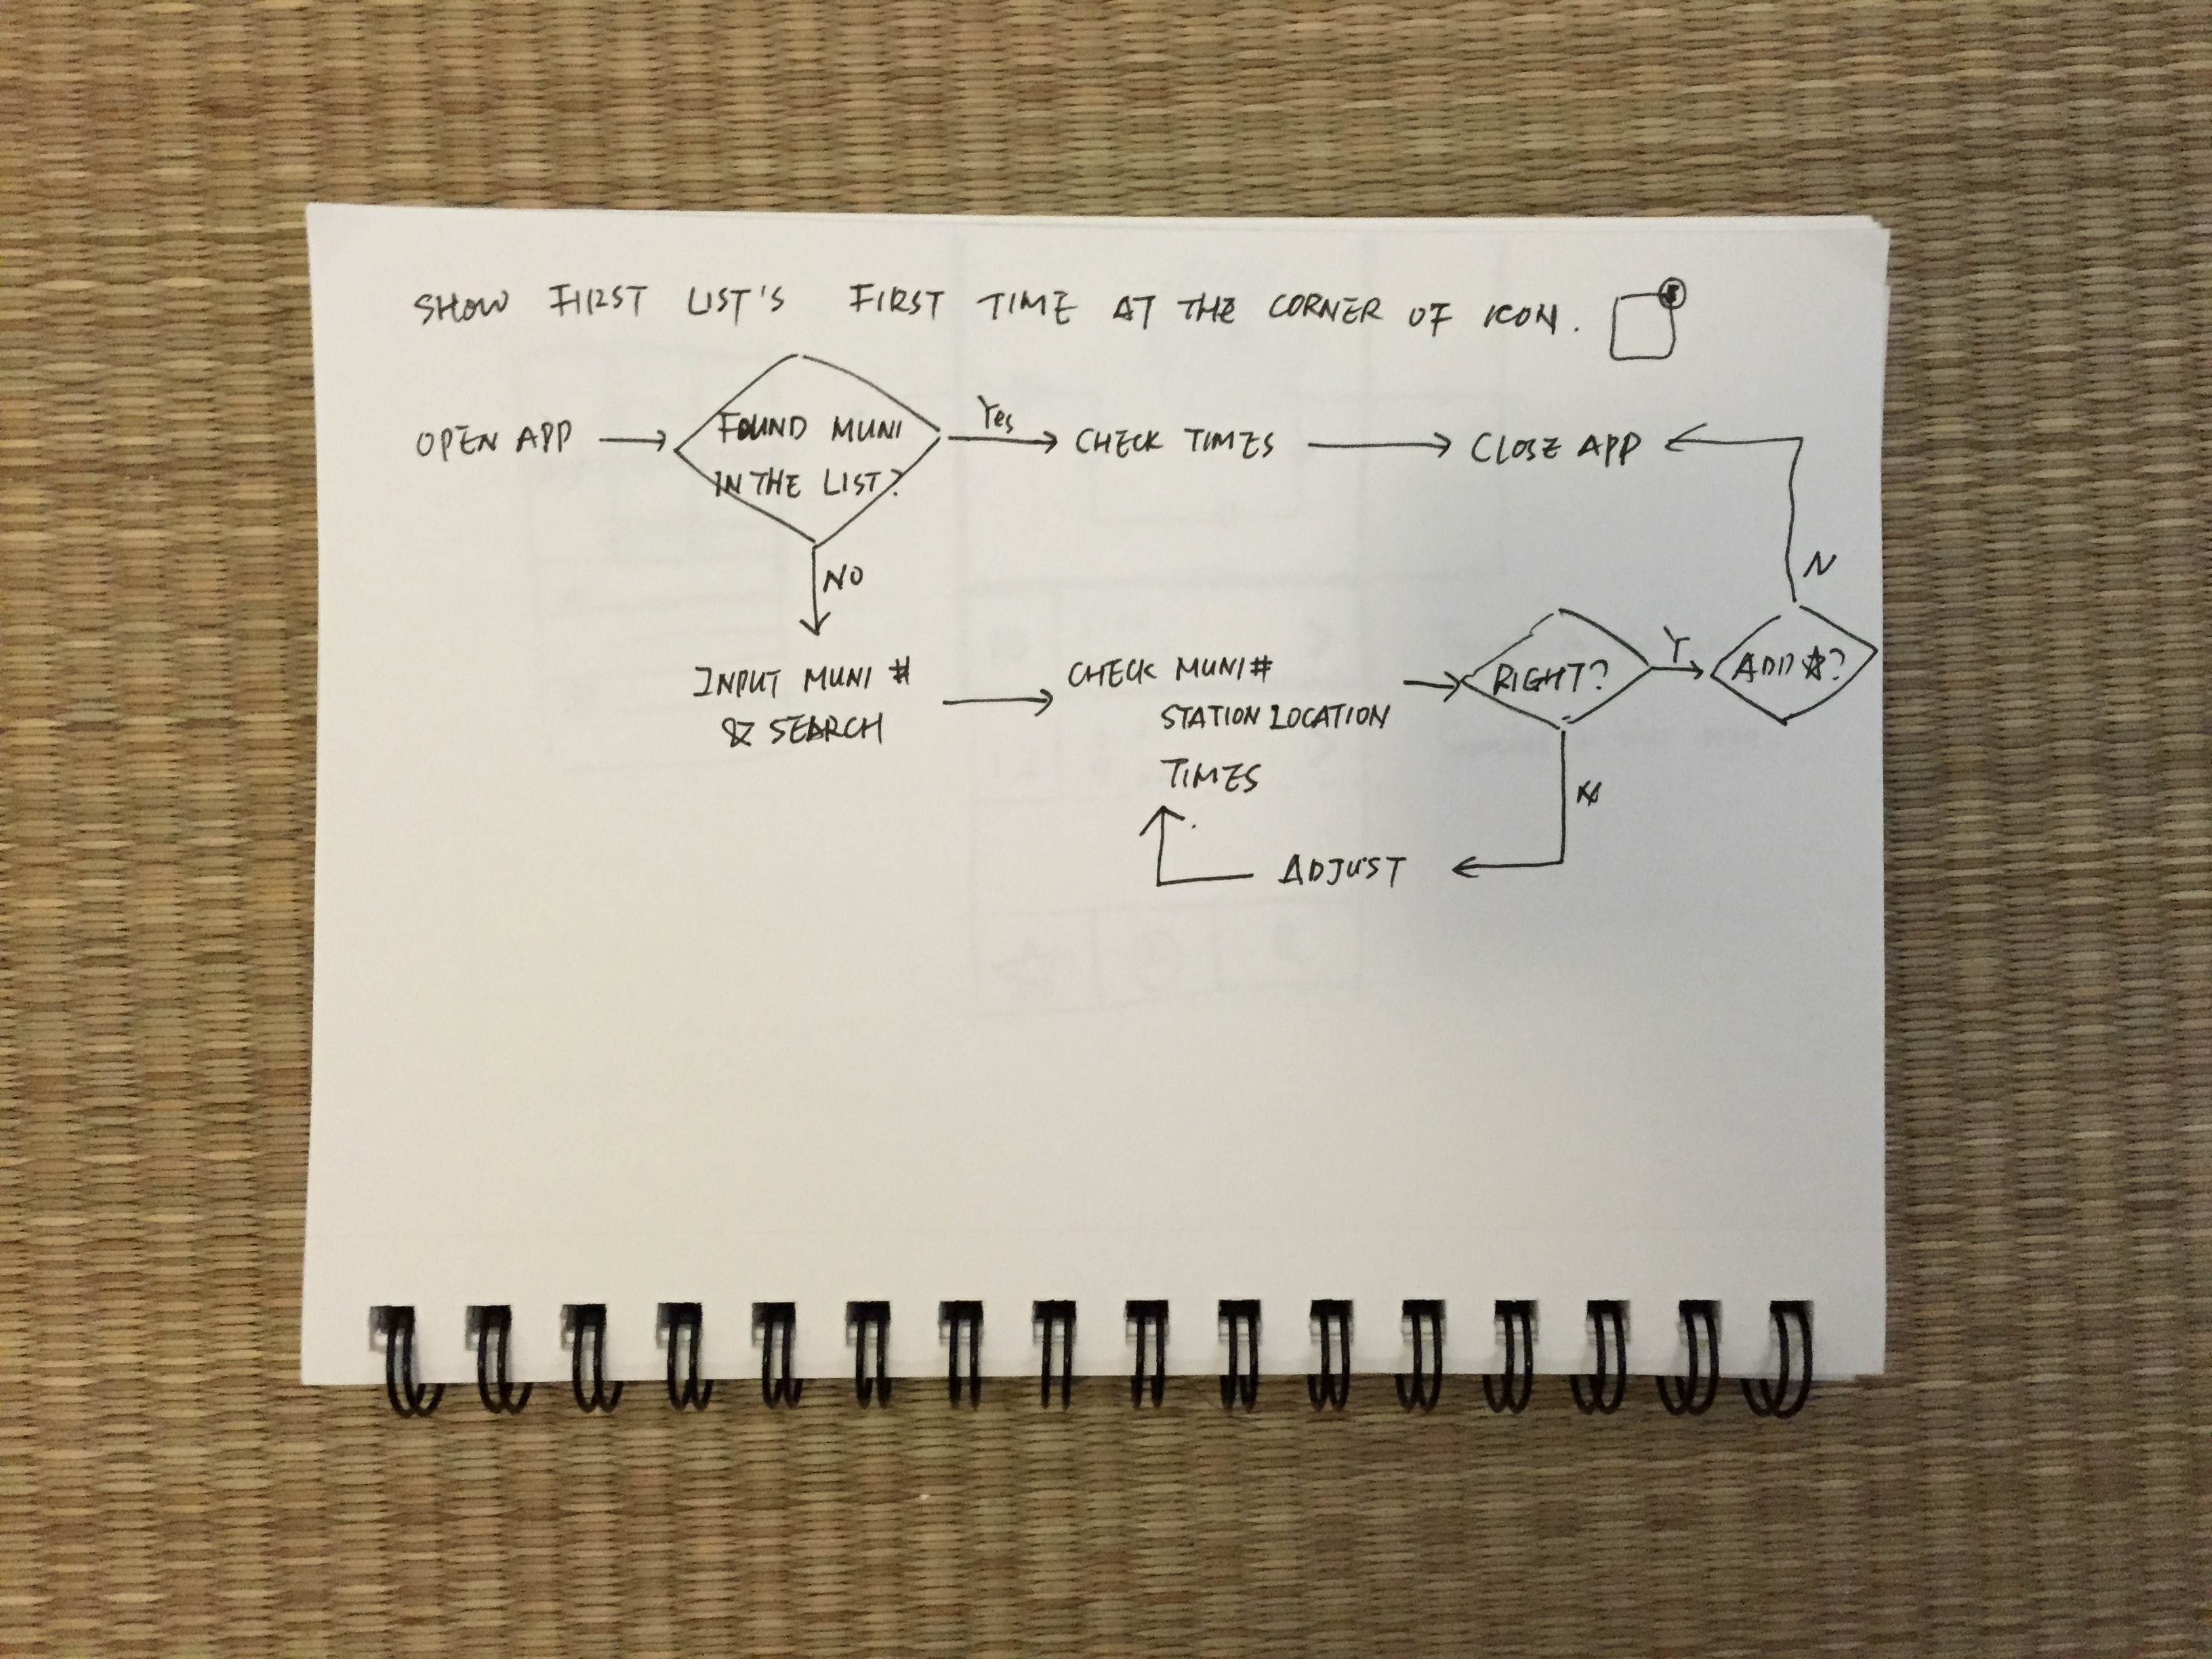 SHOW FIRST LIST'S FIRST TIME AT THE CORNER OF ICON.
OPEN APP
FOUND MUNI
IN THE LIST?
Yes
CHECK TIMES
CLOSE APP
NO
N
INPUT MUNI #
& SEARCH
CHECK MUNI#
STATION LOCATION
TIMES
RIGHT?
Y
ADD ☆?
N
ADJUST